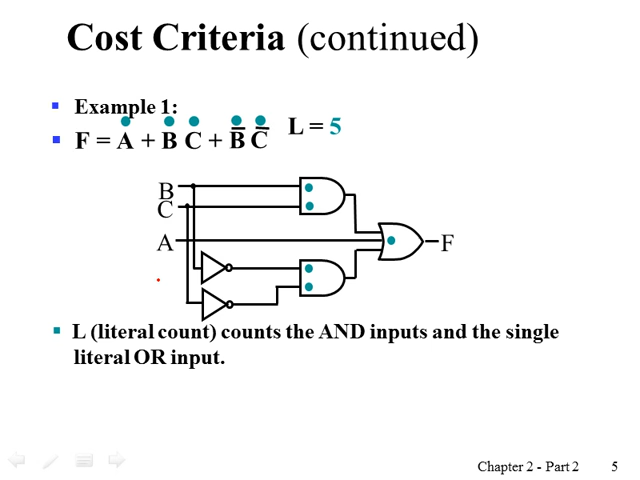 Cost Criteria (continued)
▪ Example 1:
▪ F = A + B C + B̅ C̅ L = 5
B
C
A
F
▪ L (literal count) counts the AND inputs and the single
literal OR input.
Chapter 2 - Part 2 5